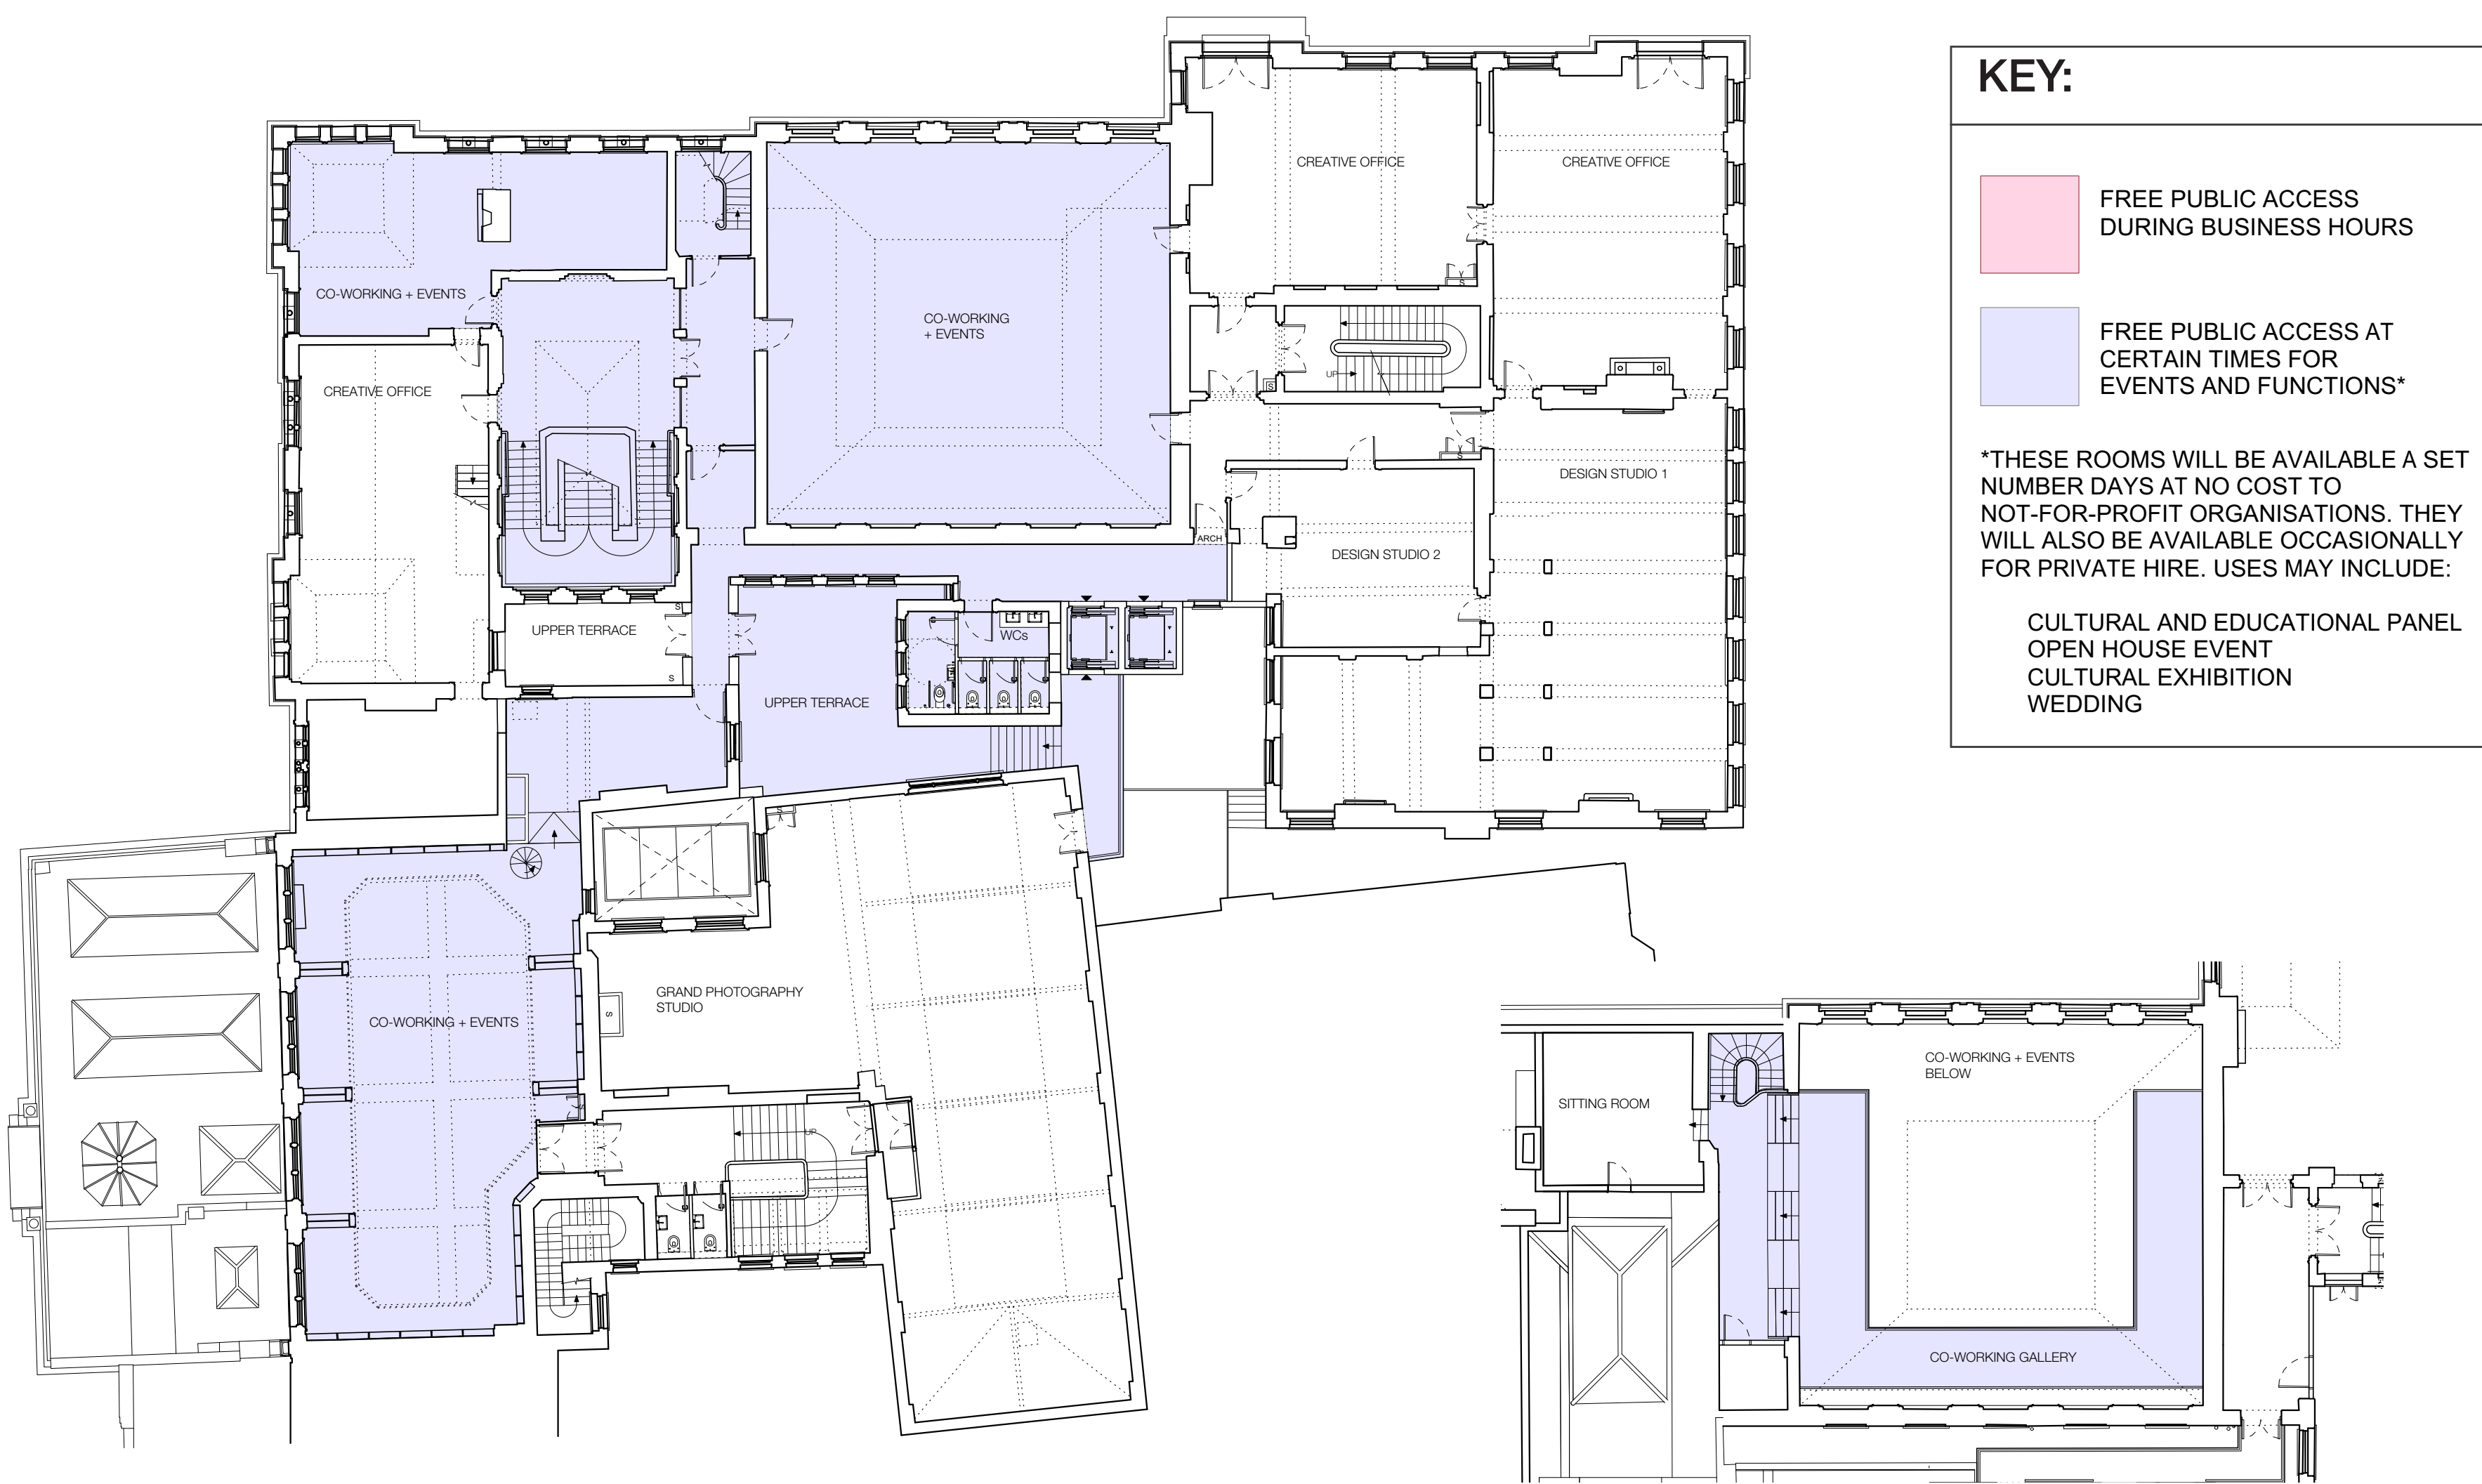 KEY:
FREE PUBLIC ACCESS
DURING BUSINESS HOURS
FREE PUBLIC ACCESS AT
CERTAIN TIMES FOR
EVENTS AND FUNCTIONS*
*THESE ROOMS WILL BE AVAILABLE A SET
NUMBER DAYS AT NO COST TO
NOT-FOR-PROFIT ORGANISATIONS. THEY
WILL ALSO BE AVAILABLE OCCASIONALLY
FOR PRIVATE HIRE. USES MAY INCLUDE:
CULTURAL AND EDUCATIONAL PANEL
OPEN HOUSE EVENT
CULTURAL EXHIBITION
WEDDING
CREATIVE OFFICE
CREATIVE OFFICE
CO-WORKING + EVENTS
CO-WORKING
+ EVENTS
CREATIVE OFFICE
UP
S
S
S
DESIGN STUDIO 1
ARCH
DESIGN STUDIO 2
UPPER TERRACE
S
S
WCs
UPPER TERRACE
S
GRAND PHOTOGRAPHY
STUDIO
S
CO-WORKING + EVENTS
S
UP
SITTING ROOM
CO-WORKING + EVENTS
BELOW
CO-WORKING GALLERY